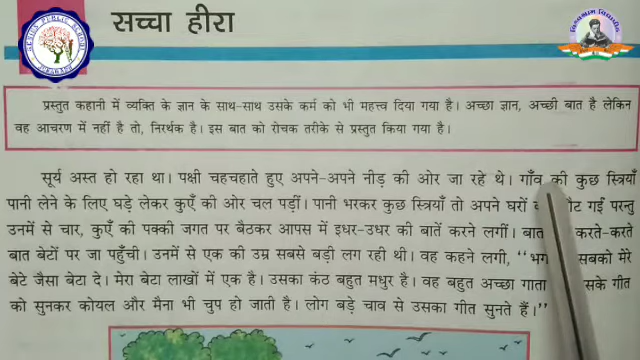 सच्चा हीरा
GENIUS PUBLIC SCHOOL
प्रस्तुत कहानी में व्यक्ति के ज्ञान के साथ-साथ उसके कर्म को भी महत्त्व दिया गया है। अच्छा ज्ञान, अच्छी बात है लेकिन
वह आचरण में नहीं है तो, निरर्थक है। इस बात को रोचक तरीके से प्रस्तुत किया गया है।
सूर्य अस्त हो रहा था। पक्षी चहचहाते हुए अपने-अपने नीड़ की ओर जा रहे थे। गाँव की कुछ स्त्रियाँ
पानी लेने के लिए घड़े लेकर कुएँ की ओर चल पड़ीं। पानी भरकर कुछ स्त्रियाँ तो अपने घरों गईं परन्तु
उनमें से चार, कुएँ की पक्की जगत पर बैठकर आपस में इधर-उधर की बातें करने लगीं। करते-करते
बात बेटों पर जा पहुँची। उनमें से एक की उम्र सबसे बड़ी लग रही थी। वह कहने लगी, सबको मेरे
बेटे जैसा बेटा दे। मेरा बेटा लाखों में एक है। उसका कंठ बहुत मधुर है। वह बहुत अच्छा गाता गीत
को सुनकर कोयल और मैना भी चुप हो जाती है। लोग बड़े चाव से उसका गीत सुनते हैं।”